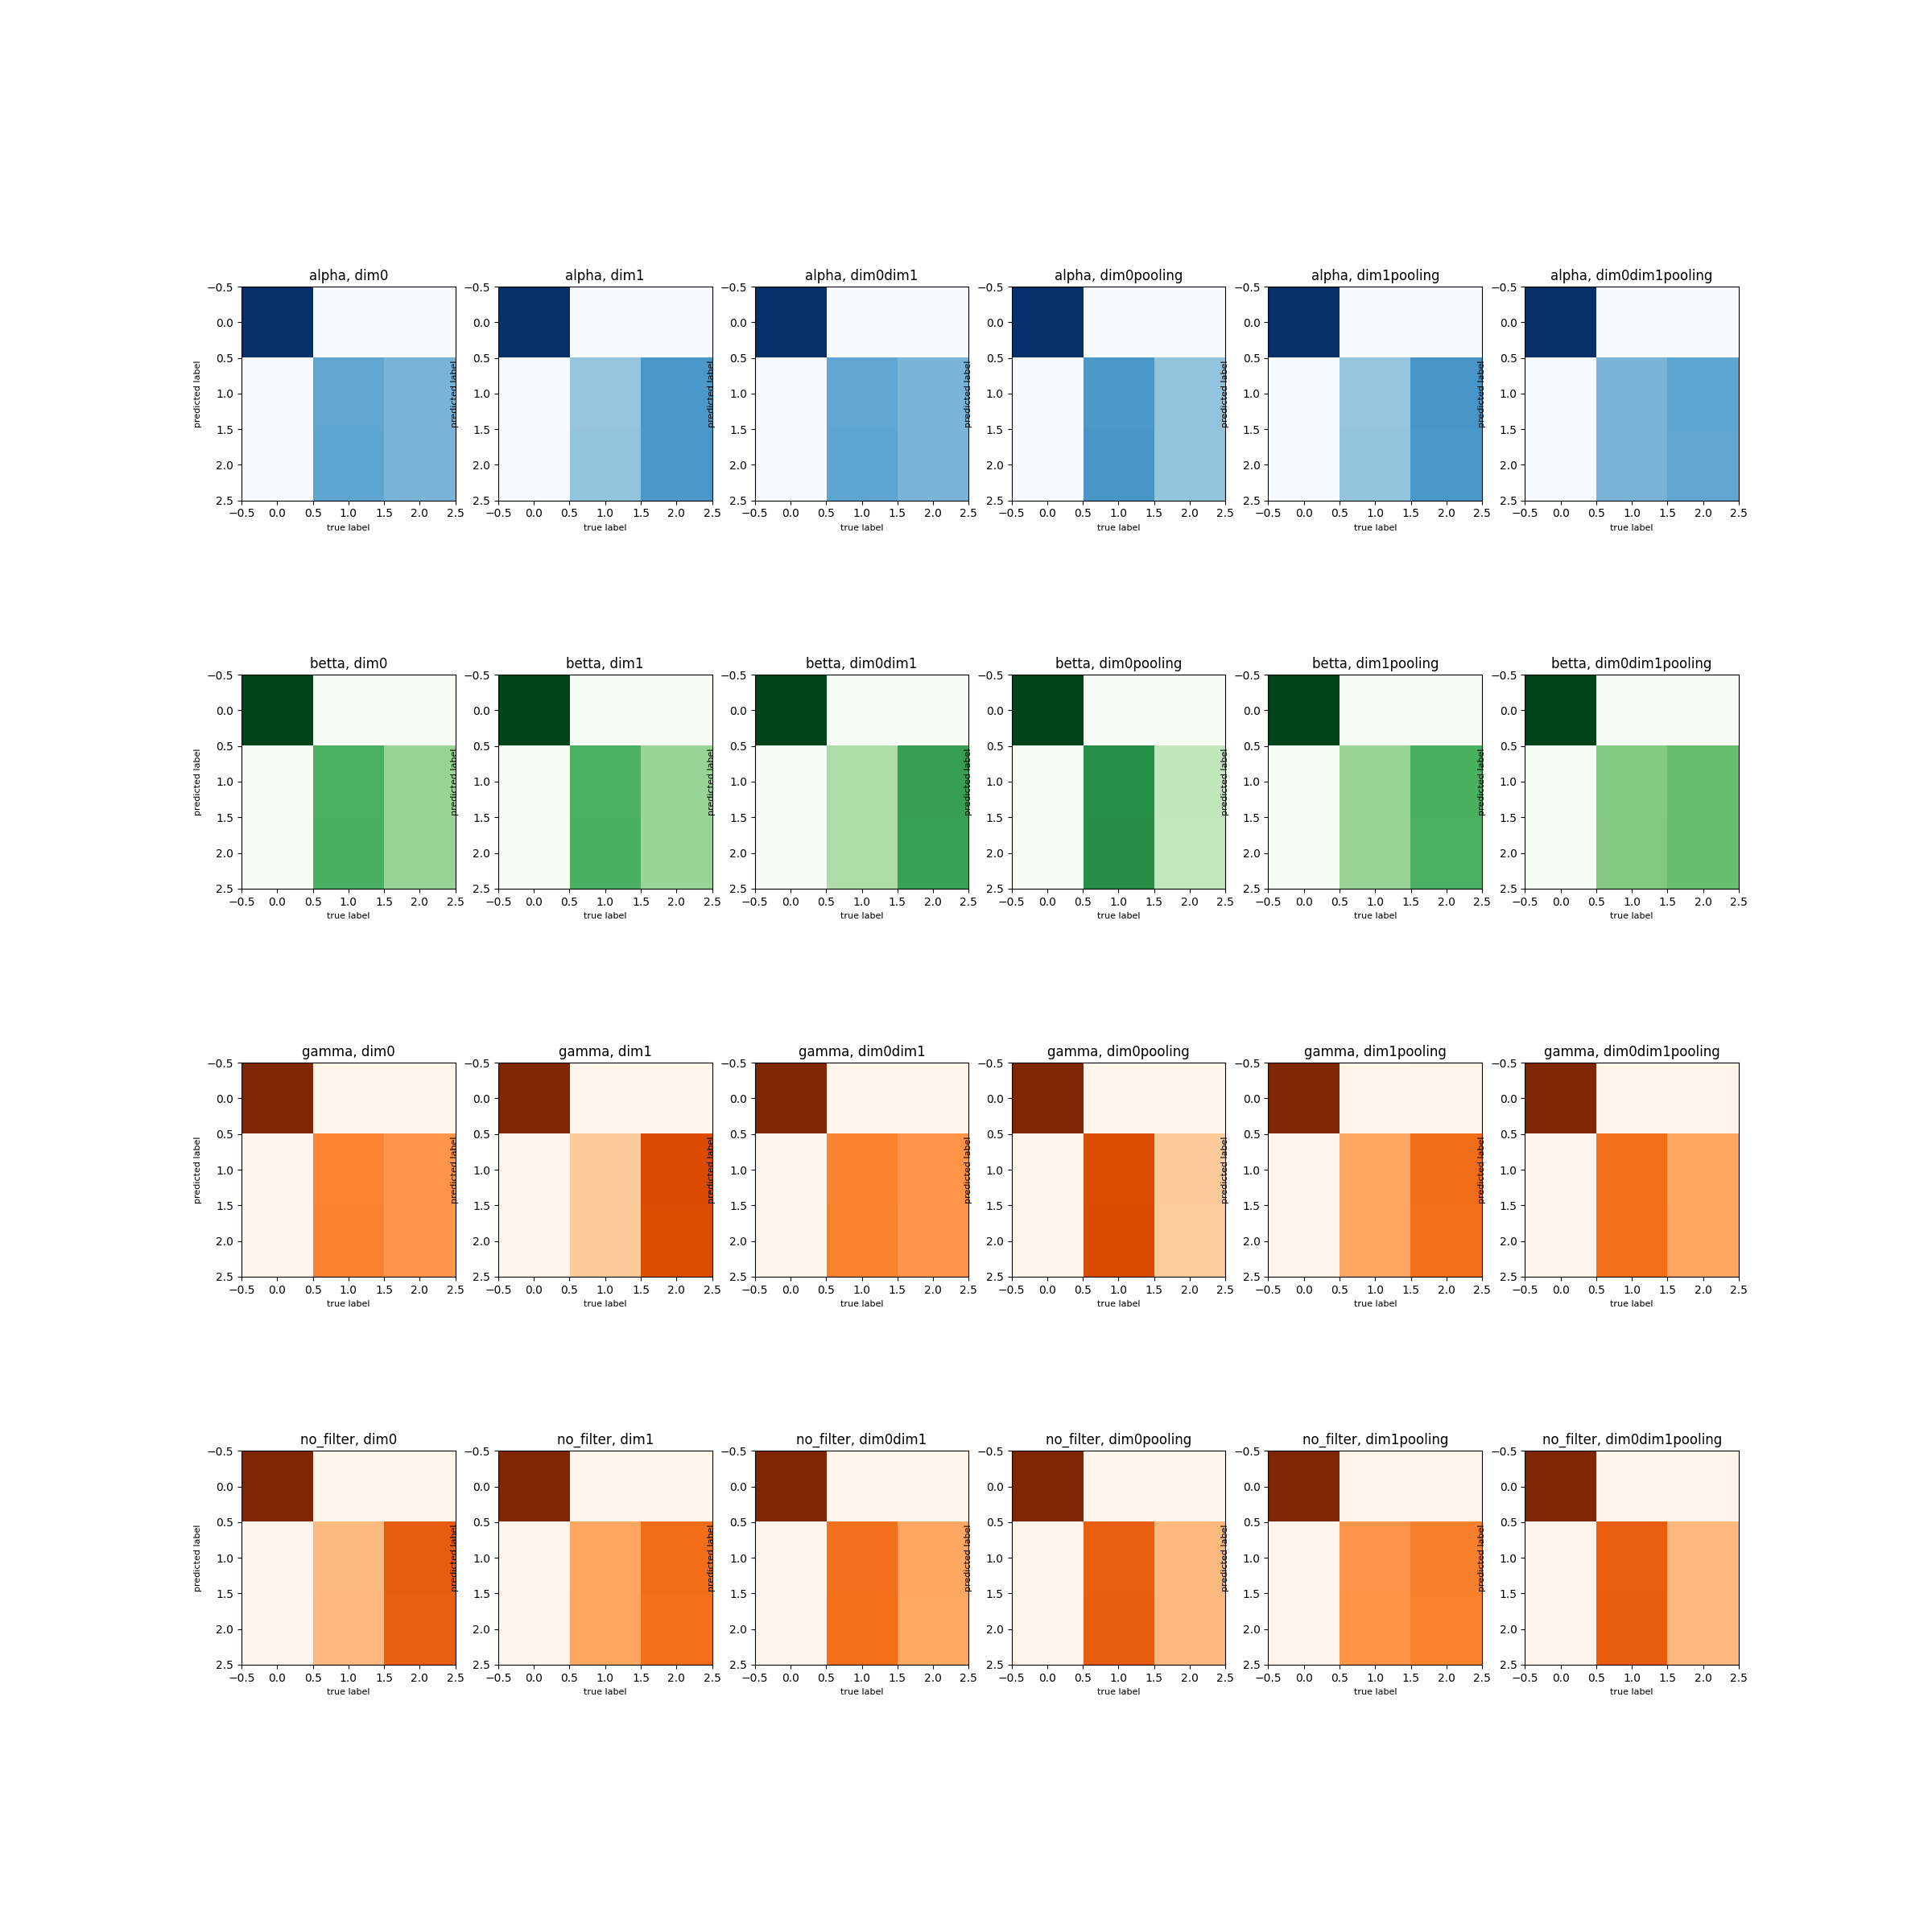 alpha, dim0 alpha, dim1 alpha, dim0dim1 alpha, dim0pooling alpha, dim1pooling alpha, dim0dim1pooling
−0.5 −0.5 −0.5 −0.5 −0.5 −0.5
0.0 0.0 0.0 0.0 0.0 0.0
0.5 0.5 0.5 0.5 0.5 0.5
predicted label predicted label predicted label predicted label predicted label predicted label
1.0 1.0 1.0 1.0 1.0 1.0
1.5 1.5 1.5 1.5 1.5 1.5
2.0 2.0 2.0 2.0 2.0 2.0
2.5 2.5 2.5 2.5 2.5 2.5
−0.5 0.0 0.5 1.0 1.5 2.0 2.5 −0.5 0.0 0.5 1.0 1.5 2.0 2.5 −0.5 0.0 0.5 1.0 1.5 2.0 2.5 −0.5 0.0 0.5 1.0 1.5 2.0 2.5 −0.5 0.0 0.5 1.0 1.5 2.0 2.5 −0.5 0.0 0.5 1.0 1.5 2.0 2.5
true label true label true label true label true label true label
betta, dim0 betta, dim1 betta, dim0dim1 betta, dim0pooling betta, dim1pooling betta, dim0dim1pooling
−0.5 −0.5 −0.5 −0.5 −0.5 −0.5
0.0 0.0 0.0 0.0 0.0 0.0
0.5 0.5 0.5 0.5 0.5 0.5
predicted label predicted label predicted label predicted label predicted label predicted label
1.0 1.0 1.0 1.0 1.0 1.0
1.5 1.5 1.5 1.5 1.5 1.5
2.0 2.0 2.0 2.0 2.0 2.0
2.5 2.5 2.5 2.5 2.5 2.5
−0.5 0.0 0.5 1.0 1.5 2.0 2.5 −0.5 0.0 0.5 1.0 1.5 2.0 2.5 −0.5 0.0 0.5 1.0 1.5 2.0 2.5 −0.5 0.0 0.5 1.0 1.5 2.0 2.5 −0.5 0.0 0.5 1.0 1.5 2.0 2.5 −0.5 0.0 0.5 1.0 1.5 2.0 2.5
true label true label true label true label true label true label
gamma, dim0 gamma, dim1 gamma, dim0dim1 gamma, dim0pooling gamma, dim1pooling gamma, dim0dim1pooling
−0.5 −0.5 −0.5 −0.5 −0.5 −0.5
0.0 0.0 0.0 0.0 0.0 0.0
0.5 0.5 0.5 0.5 0.5 0.5
predicted label predicted label predicted label predicted label predicted label predicted label
1.0 1.0 1.0 1.0 1.0 1.0
1.5 1.5 1.5 1.5 1.5 1.5
2.0 2.0 2.0 2.0 2.0 2.0
2.5 2.5 2.5 2.5 2.5 2.5
−0.5 0.0 0.5 1.0 1.5 2.0 2.5 −0.5 0.0 0.5 1.0 1.5 2.0 2.5 −0.5 0.0 0.5 1.0 1.5 2.0 2.5 −0.5 0.0 0.5 1.0 1.5 2.0 2.5 −0.5 0.0 0.5 1.0 1.5 2.0 2.5 −0.5 0.0 0.5 1.0 1.5 2.0 2.5
true label true label true label true label true label true label
no_filter, dim0 no_filter, dim1 no_filter, dim0dim1 no_filter, dim0pooling no_filter, dim1pooling no_filter, dim0dim1pooling
−0.5 −0.5 −0.5 −0.5 −0.5 −0.5
0.0 0.0 0.0 0.0 0.0 0.0
0.5 0.5 0.5 0.5 0.5 0.5
predicted label predicted label predicted label predicted label predicted label predicted label
1.0 1.0 1.0 1.0 1.0 1.0
1.5 1.5 1.5 1.5 1.5 1.5
2.0 2.0 2.0 2.0 2.0 2.0
2.5 2.5 2.5 2.5 2.5 2.5
−0.5 0.0 0.5 1.0 1.5 2.0 2.5 −0.5 0.0 0.5 1.0 1.5 2.0 2.5 −0.5 0.0 0.5 1.0 1.5 2.0 2.5 −0.5 0.0 0.5 1.0 1.5 2.0 2.5 −0.5 0.0 0.5 1.0 1.5 2.0 2.5 −0.5 0.0 0.5 1.0 1.5 2.0 2.5
true label true label true label true label true label true label